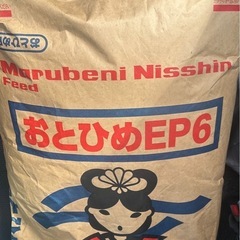 Marubeni Nisshin
Feed
おとひめEP6